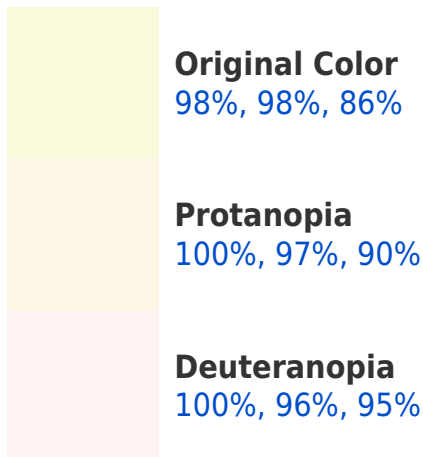 Original Color
98%, 98%, 86%
Protanopia
100%, 97%, 90%
Deuteranopia
100%, 96%, 95%